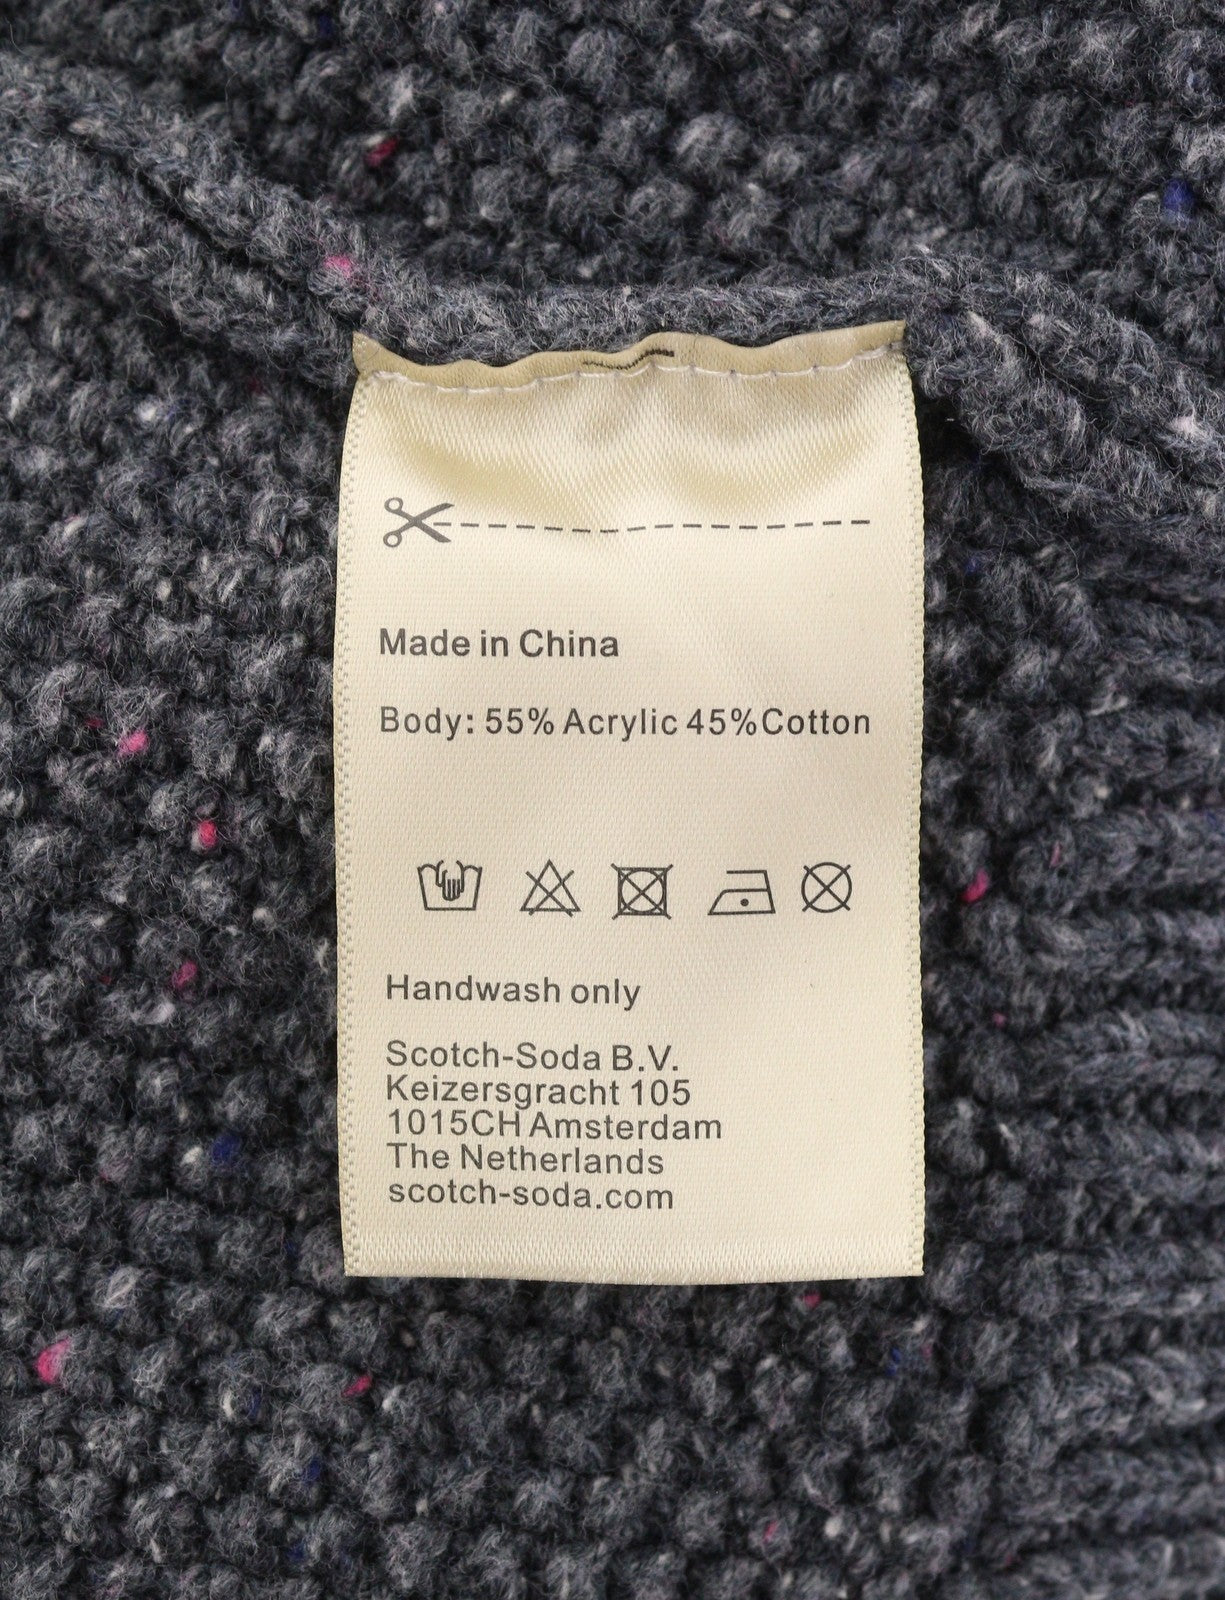 Made in China
Body: 55% Acrylic 45%Cotton
Handwash only
Scotch-Soda B.V.
Keizersgracht 105
1015CH Amsterdam
The Netherlands
scotch-soda.com